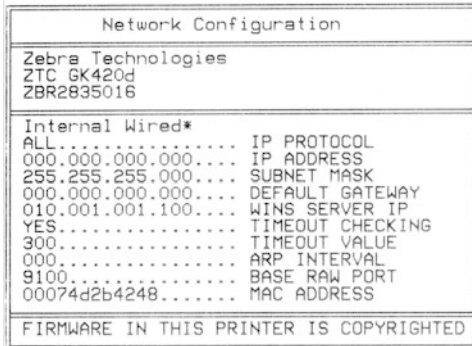 Network Configuration
Zebra Technologies
ZTC GK420d
ZBR2835016
Internal Wired*
ALL................. IP PROTOCOL
000.000.000.000.... IP ADDRESS
255.255.255.000.... SUBNET MASK
000.000.000.000.... DEFAULT GATEWAY
010.001.001.100.... WINS SERVER IP
YES................. TIMEOUT CHECKING
300................. TIMEOUT VALUE
000................. ARP INTERVAL
9100................ BASE RAW PORT
00074d2b4248....... MAC ADDRESS
FIRMWARE IN THIS PRINTER IS COPYRIGHTED